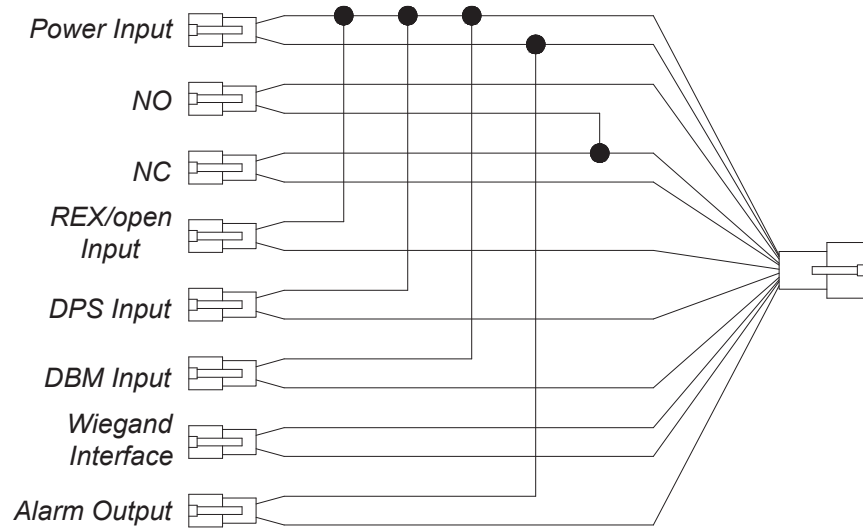 Power Input
NO
NC
REX/open
Input
DPS Input
DBM Input
Wiegand
Interface
Alarm Output